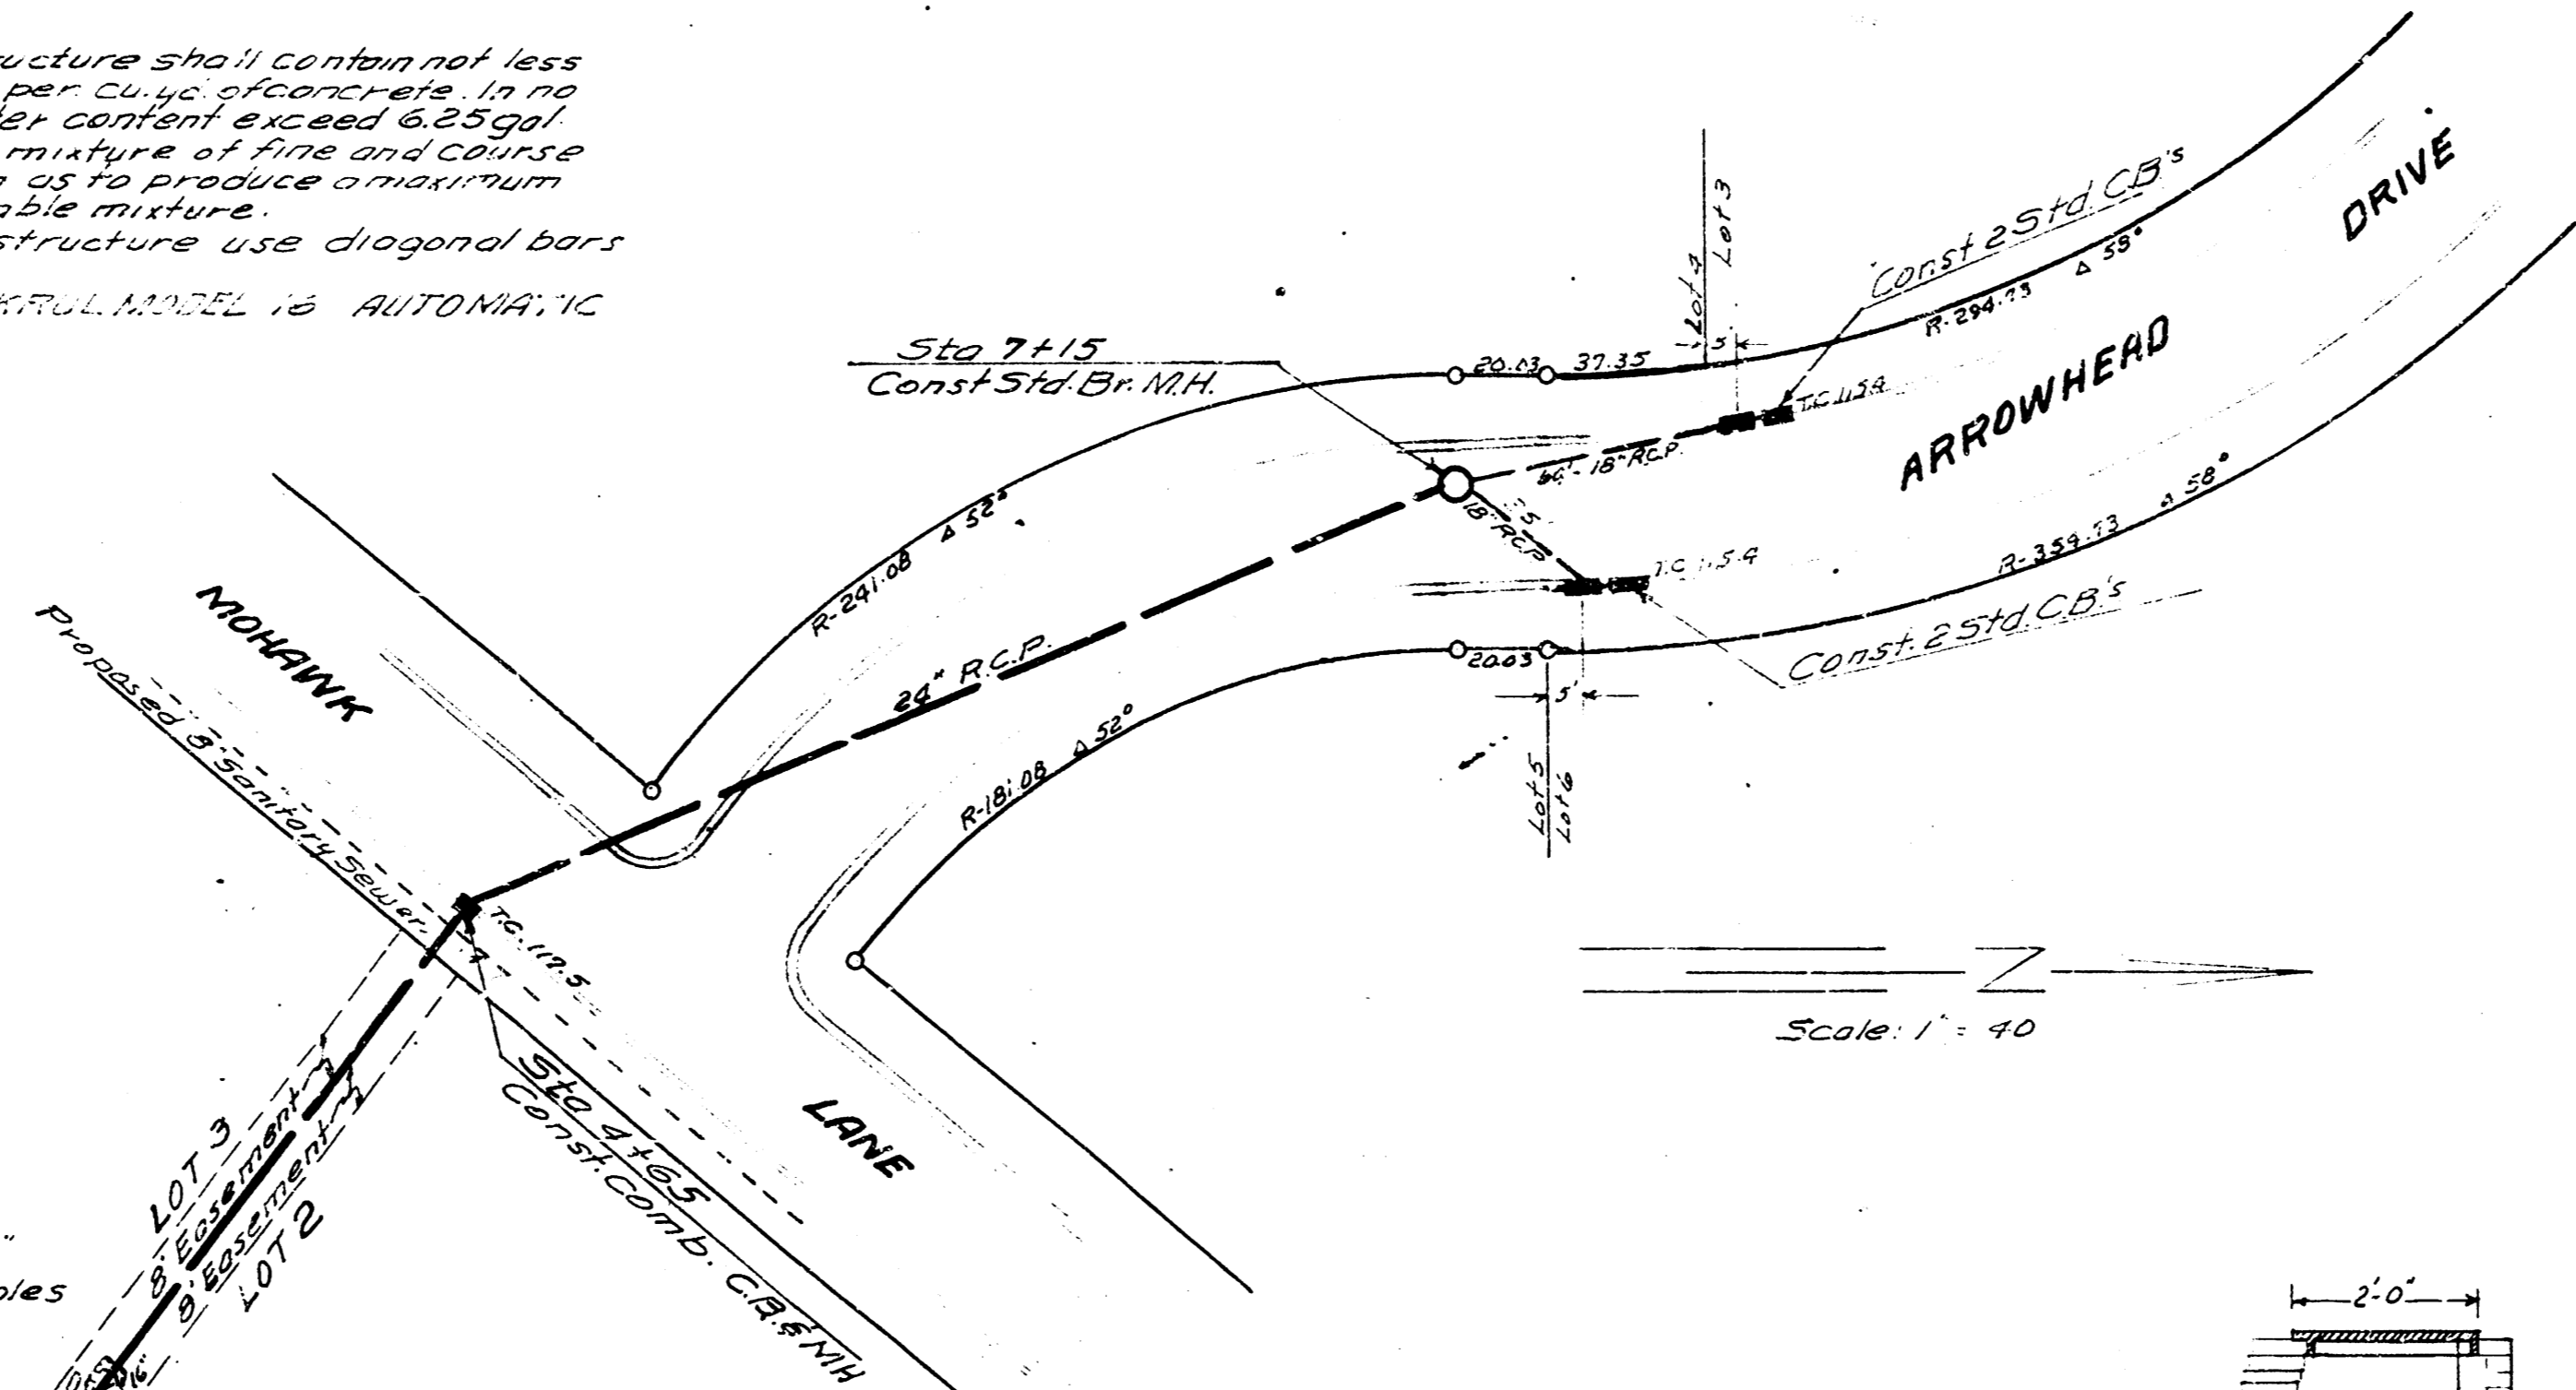 ucture shall contain not less
per. cu.yd. of concrete. In no
er content exceed 6.25 gal.
mixture of fine and course
as to produce a maximum
able mixture.
structure use diagonal bars
MODEL 16 AUTOMATIC
Sta 7+15
Const Std. Br. M.H.
20.03
37.35
Lot 4
Lot 3
5'
Const 2 Std. CB's
T.C. 115.4
R-294.73 Δ 58°
DRIVE
ARROWHEAD
18" R.C.P.
18" R.C.P.
T.C. 115.4
R-354.73 Δ 58°
Const. 2 Std. C.B.'s
20.03
5'
Lot 5
Lot 6
R-241.08 Δ 52°
24" R.C.P.
R-181.08 Δ 52°
MOHAWK
Proposed 8" Sanitary Sewer
T.C. 117.5
Sta 4+65
Const. Comb. C.B. & MH
LANE
LOT 3
8' Easement
8' Easement
LOT 2
16"
Scale: 1" = 40
N
2'-0"